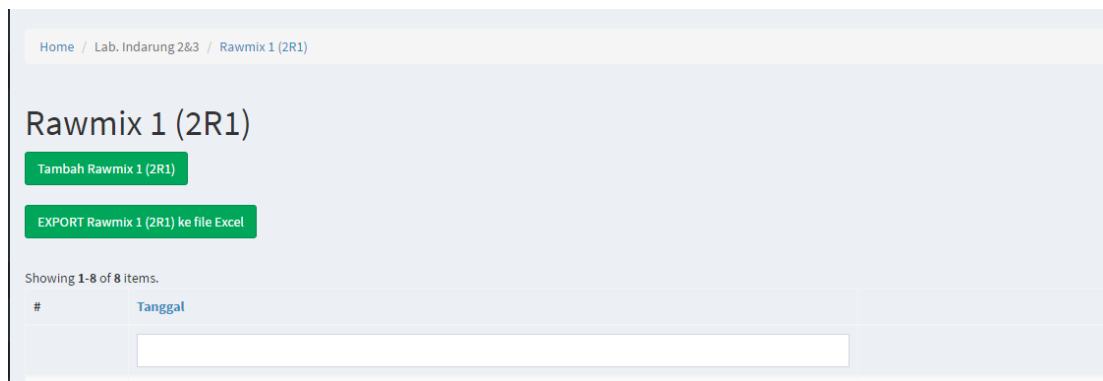 Home / Lab. Indarung 2&3 / Rawmix 1 (2R1)
Rawmix 1 (2R1)
Tambah Rawmix 1 (2R1)
EXPORT Rawmix 1 (2R1) ke file Excel
Showing 1-8 of 8 items.
# Tanggal